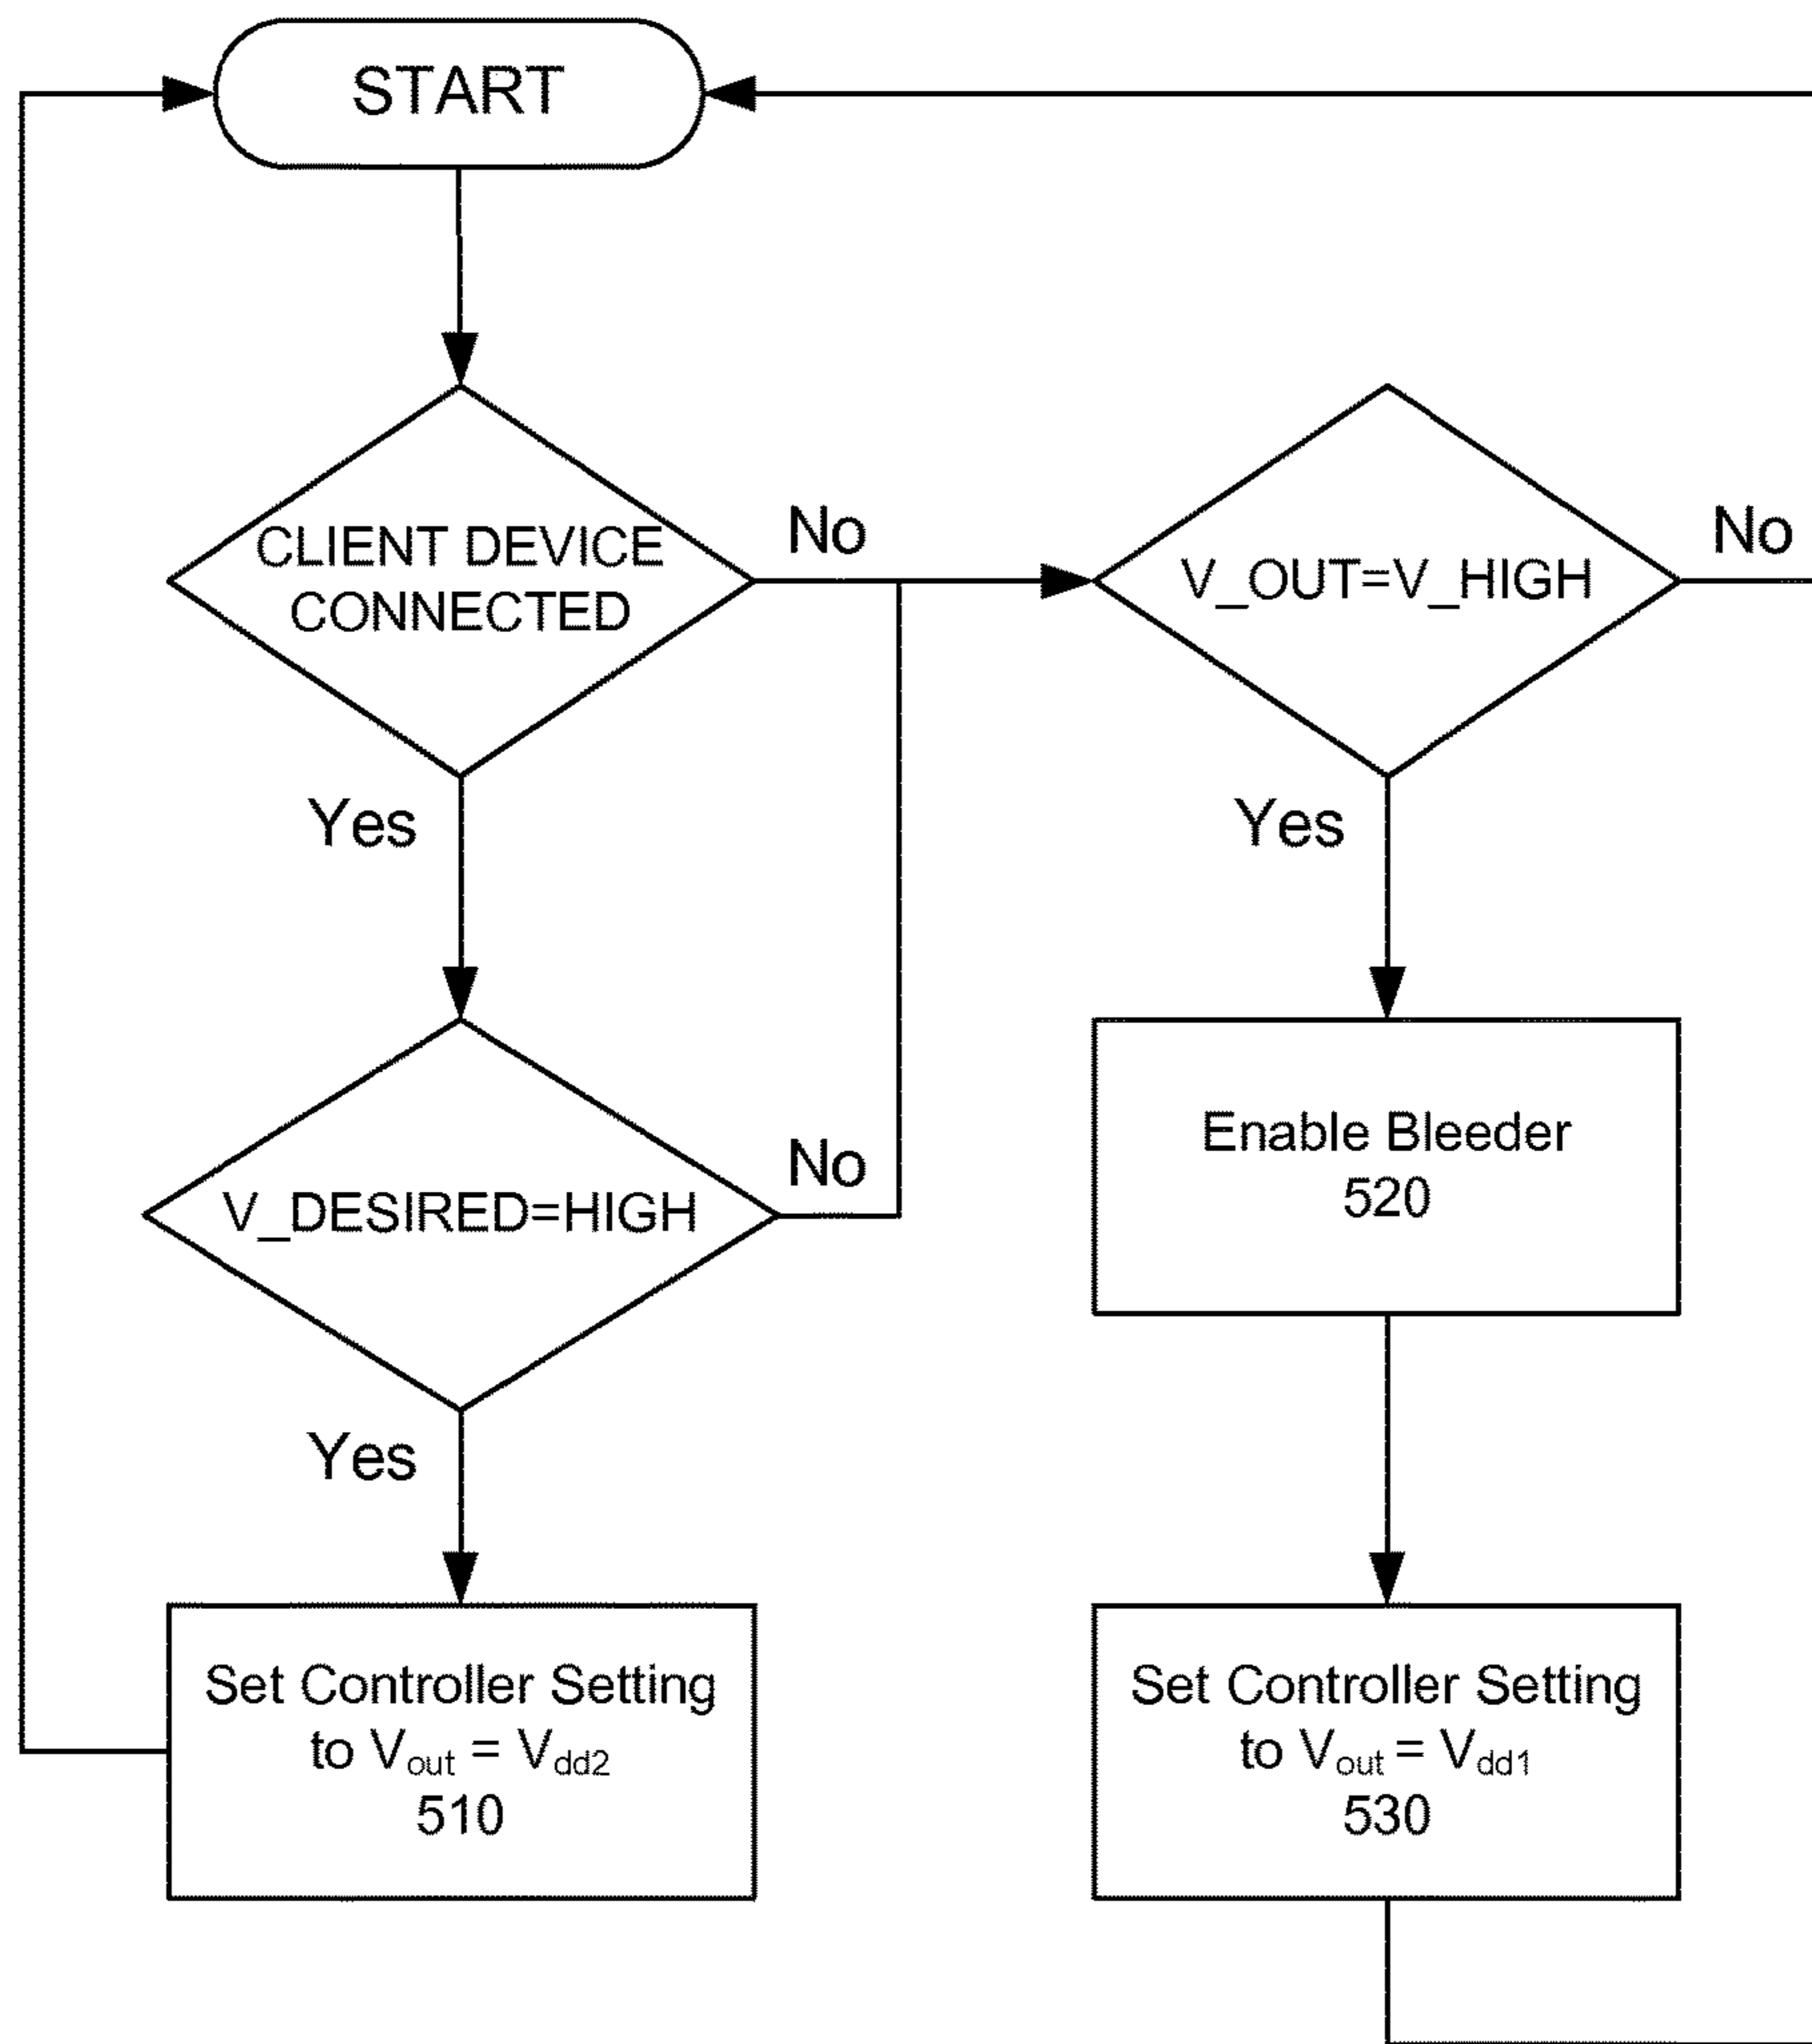 START
CLIENT DEVICE
CONNECTED
No
V_OUT=V_HIGH
No
Yes
Yes
V_DESIRED=HIGH
No
Enable Bleeder
520
Yes
Set Controller Setting
to Vout = Vdd2
510
Set Controller Setting
to Vout = Vdd1
530